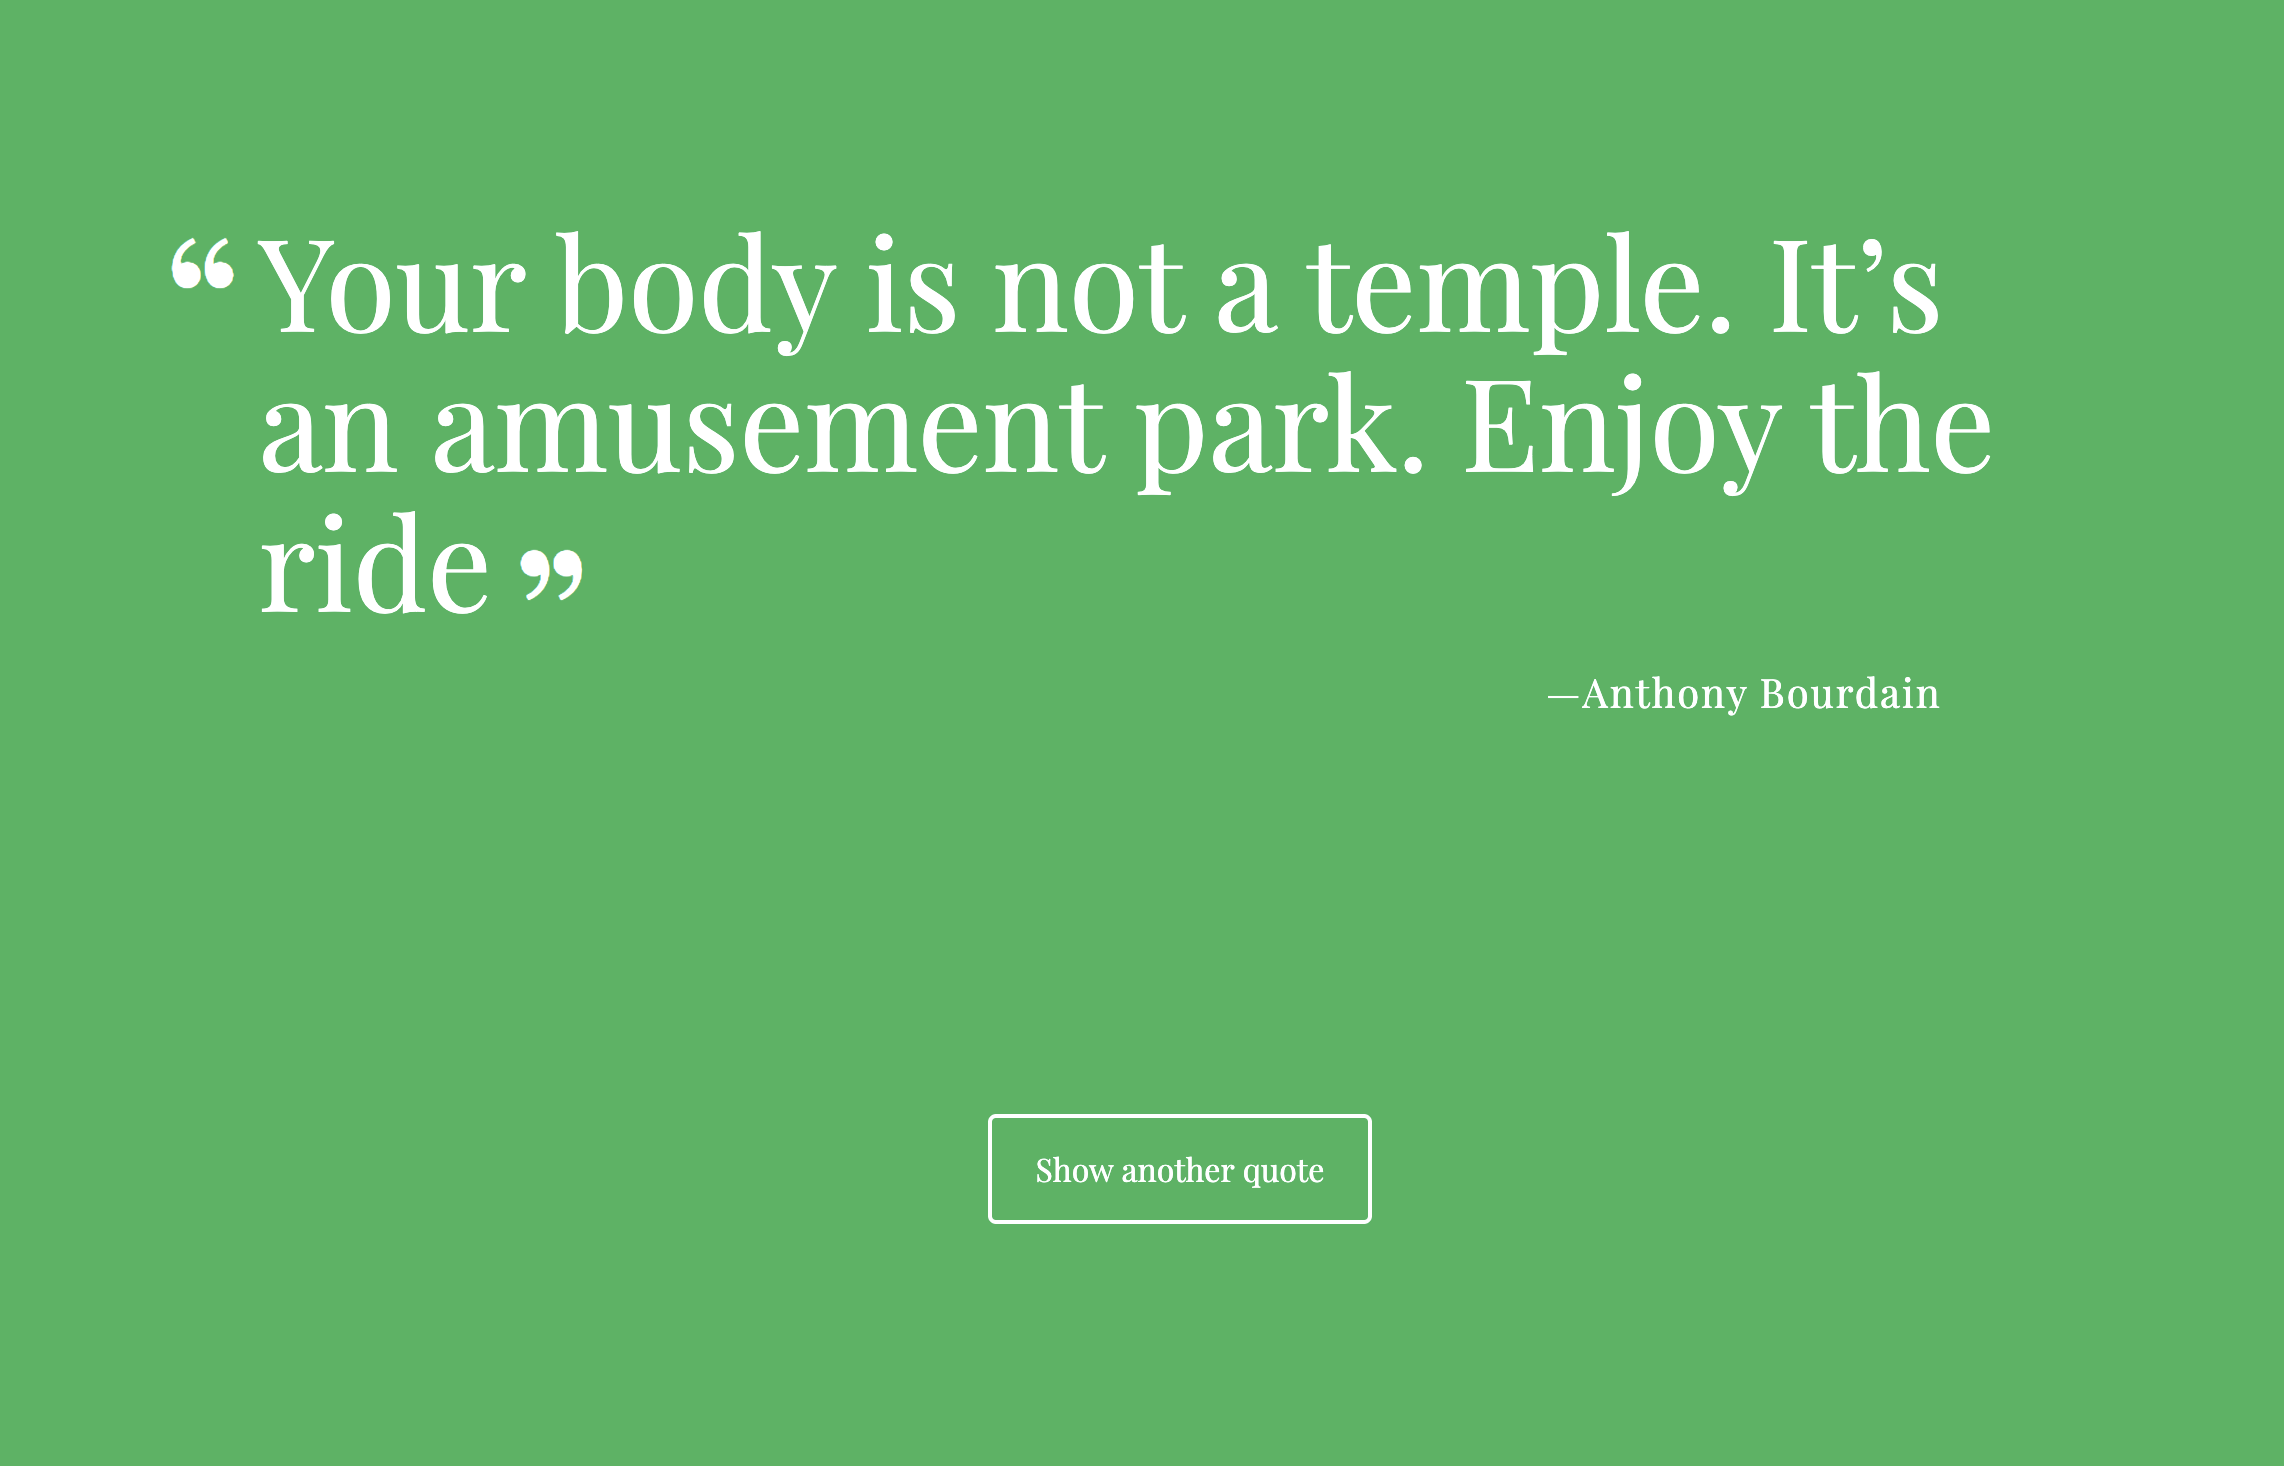 “Your body is not a temple. It’s
an amusement park. Enjoy the
ride ”
—Anthony Bourdain
Show another quote